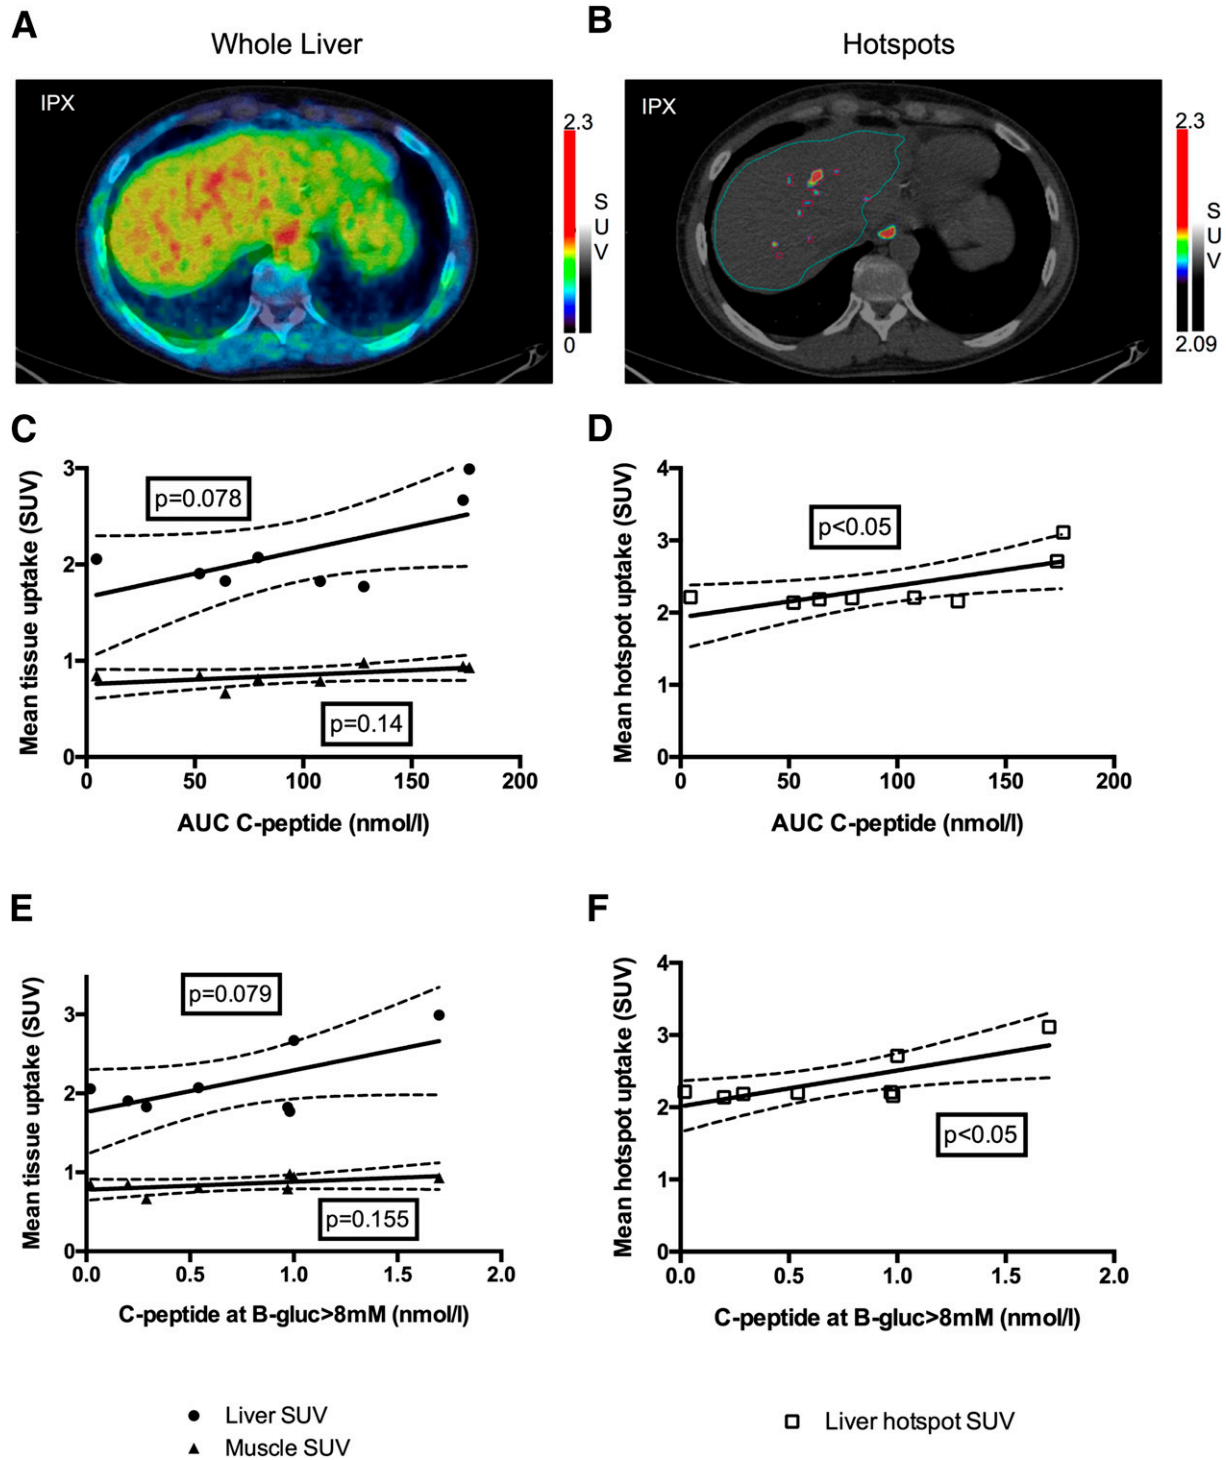 A
Whole Liver
IPX
2.3
S
U
V
0
B
Hotspots
IPX
2.3
S
U
V
2.09
C
Mean tissue uptake (SUV)
3
2
1
0
p=0.078
p=0.14
0 50 100 150 200
AUC C-peptide (nmol/l)
D
Mean hotspot uptake (SUV)
4
3
2
1
0
p<0.05
0 50 100 150 200
AUC C-peptide (nmol/l)
E
Mean tissue uptake (SUV)
3
2
1
0
p=0.079
p=0.155
0.0 0.5 1.0 1.5 2.0
C-peptide at B-gluc>8mM (nmol/l)
F
Mean hotspot uptake (SUV)
4
3
2
1
0
p<0.05
0.0 0.5 1.0 1.5 2.0
C-peptide at B-gluc>8mM (nmol/l)
Liver SUV
Muscle SUV
Liver hotspot SUV